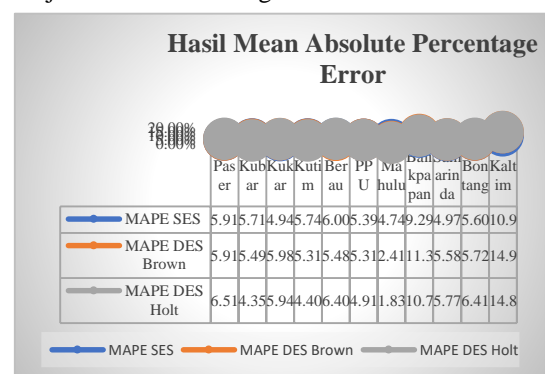 Hasil Mean Absolute Percentage
Error
20.00%
0.00%
Pas Kub Kuk Kuti Ber PP Ma Bon Kalt
er ar ar m au U hulu kpa arin tang im
pan da
MAPE SES 5.91 5.71 4.94 5.74 6.00 5.39 4.74 9.29 4.97 5.60 10.9
MAPE DES
Brown 5.91 5.49 5.98 5.31 5.48 5.31 2.41 11.3 5.58 5.72 14.9
MAPE DES
Holt 6.51 4.35 5.94 4.40 6.40 4.91 1.83 10.7 5.77 6.41 14.8
MAPE SES MAPE DES Brown MAPE DES Holt